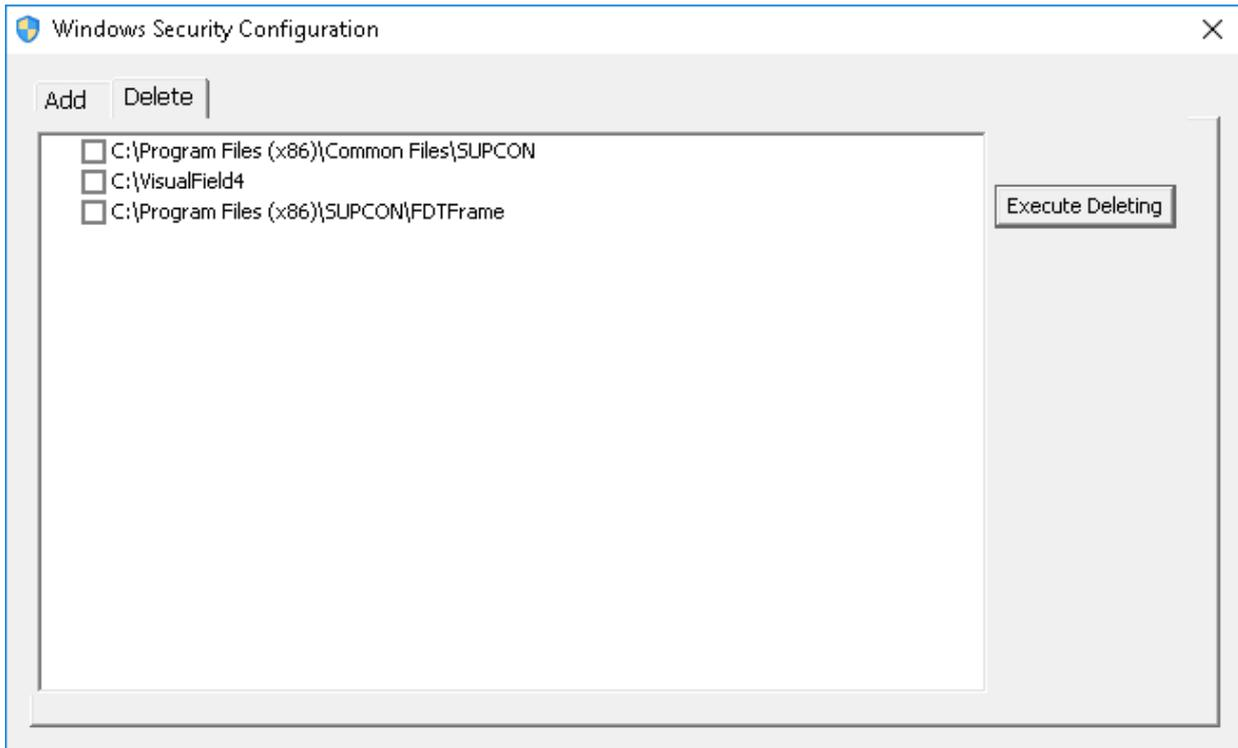 Windows Security Configuration
Add Delete
C:\Program Files (x86)\Common Files\SUPCON
C:\VisualField4
C:\Program Files (x86)\SUPCON\FDTFrame
Execute Deleting